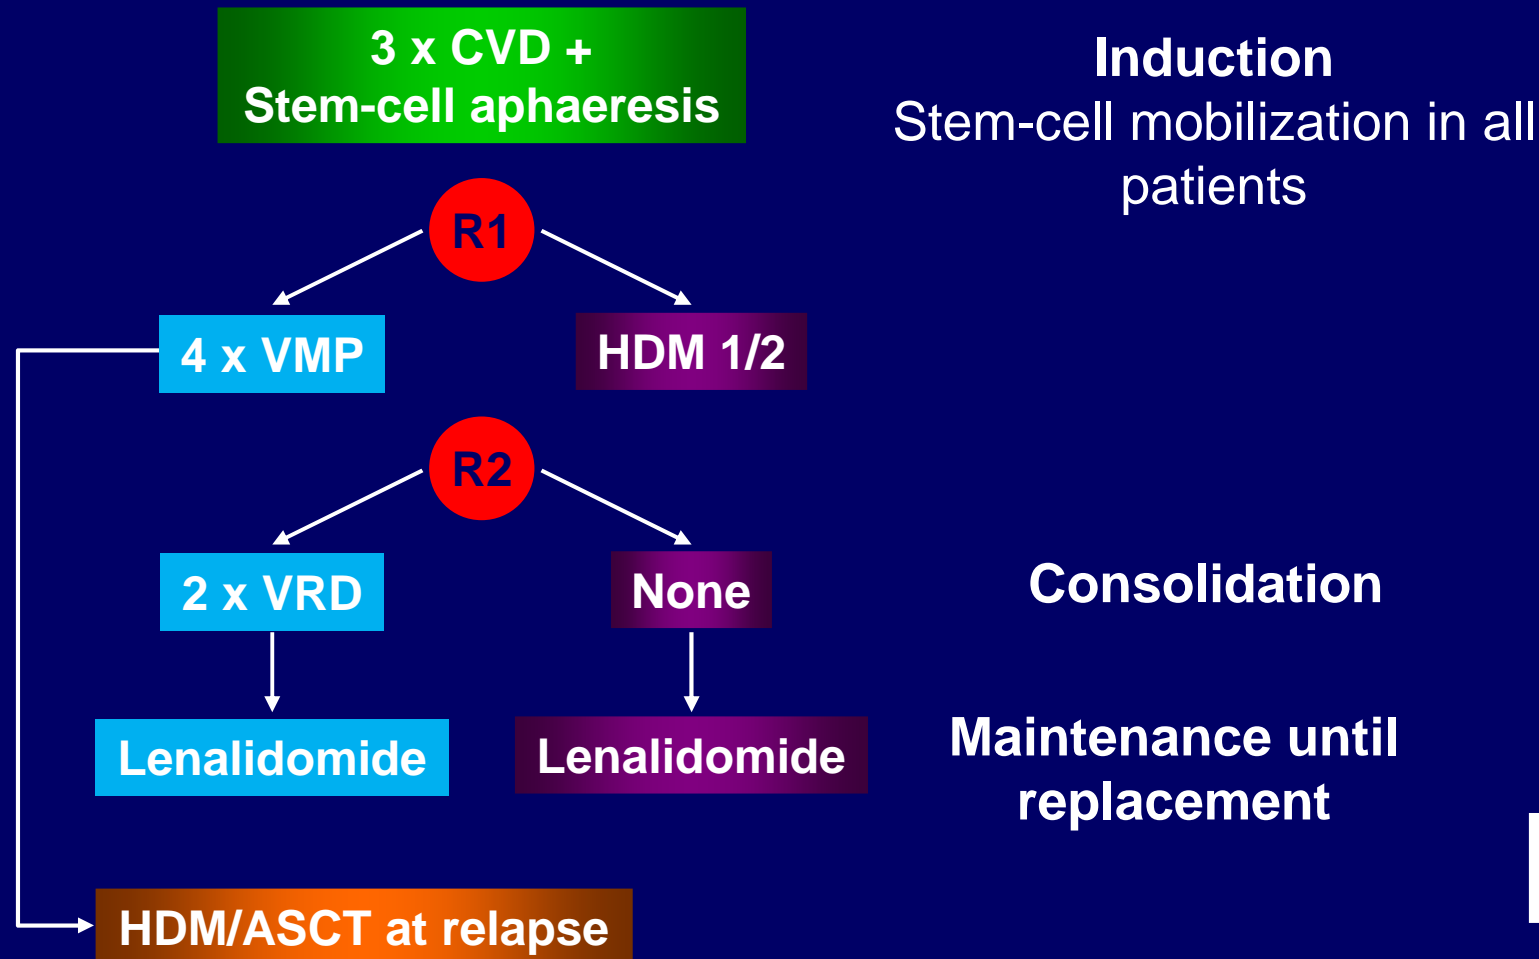 3 x CVD +
Stem-cell aphaeresis
Induction
Stem-cell mobilization in all
patients
R1
4 x VMP
HDM 1/2
R2
2 x VRD
None
Consolidation
Lenalidomide
Lenalidomide
Maintenance until
replacement
HDM/ASCT at relapse